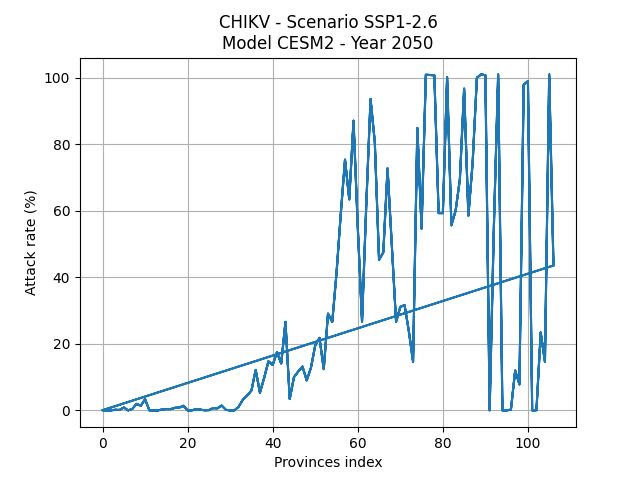 CHIKV - Scenario SSP1-2.6
Model CESM2 - Year 2050
100
80
60
40
20
0
Attack rate (%)
0 20 40 60 80 100
Provinces index